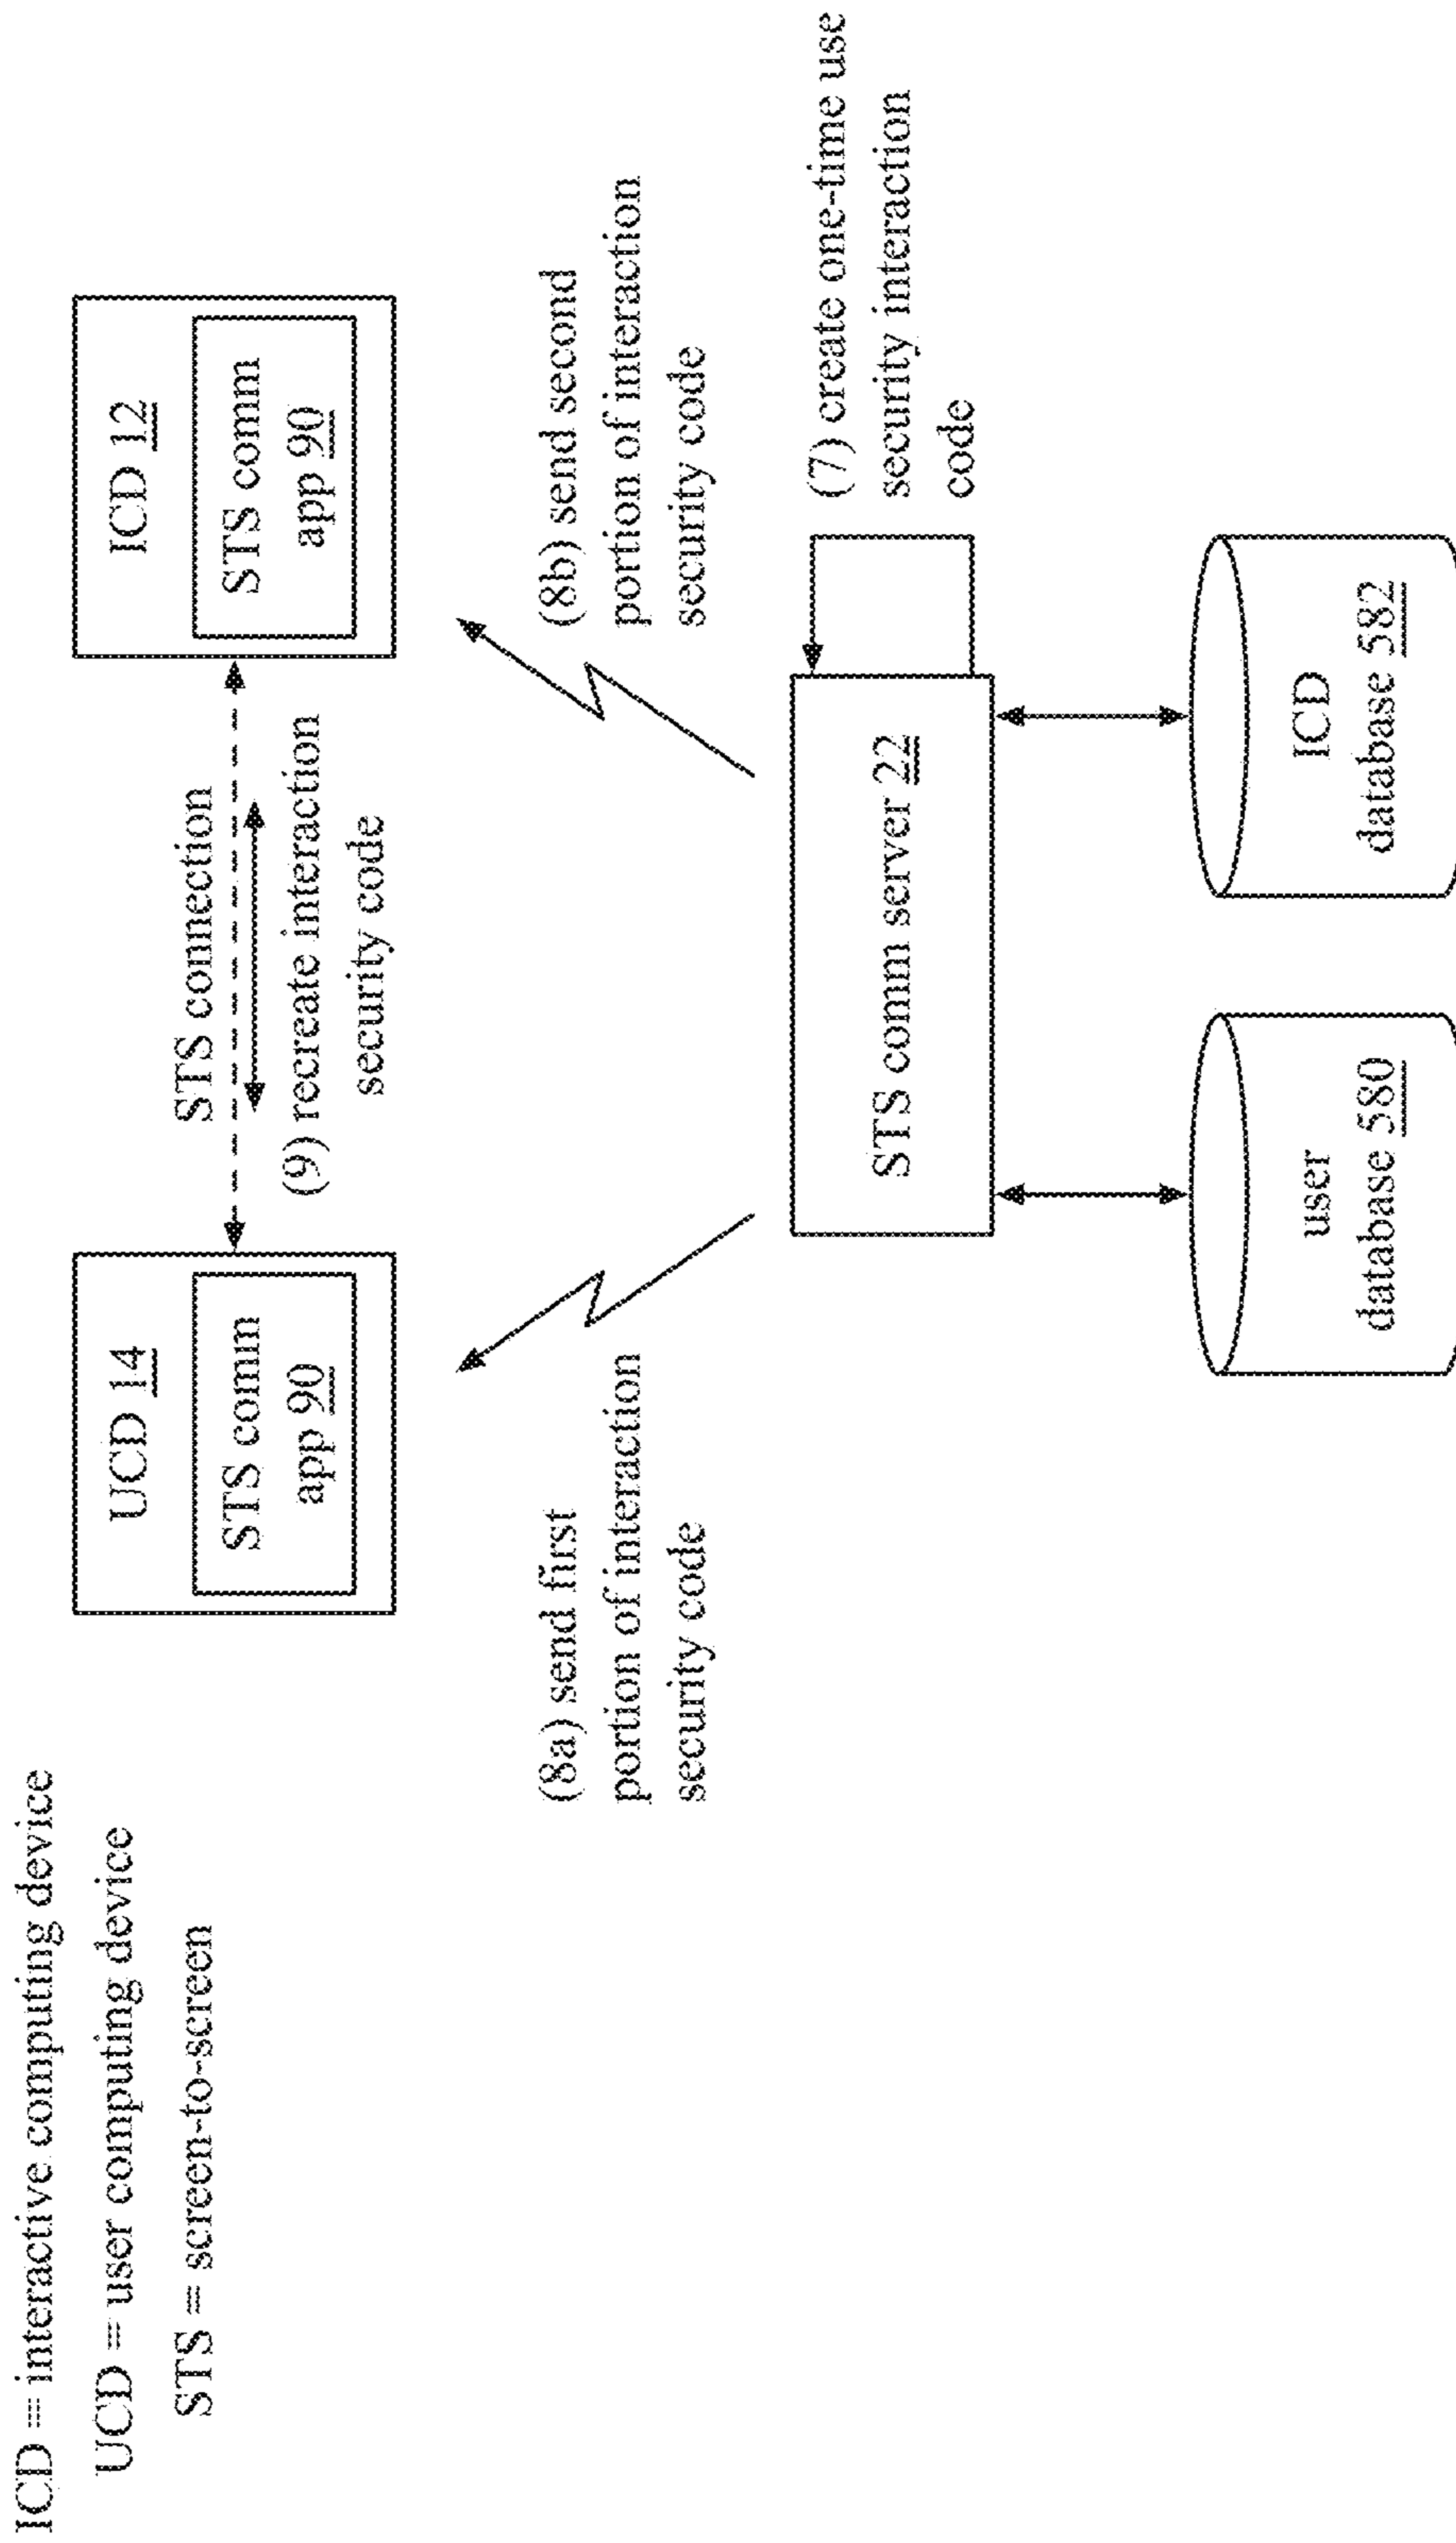 ICD = interactive computing device
UCD = user computing device
STS = screen-to-screen
UCD 14
STS comm
app 90
STS connection
(9) recreate interaction
security code
ICD 12
STS comm
app 90
(8a) send first
portion of interaction
security code
(8b) send second
portion of interaction
security code
STS comm server 22
(7) create one-time use
security interaction
code
user
database 580
ICD
database 582